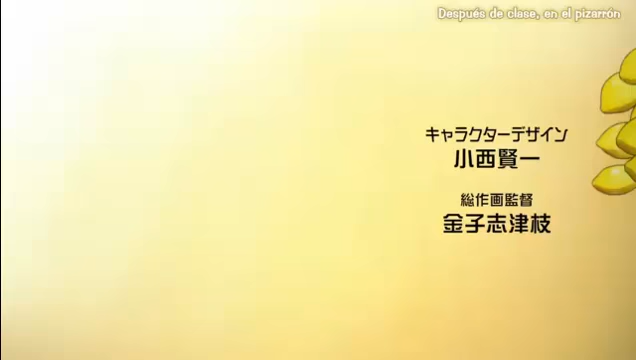 Después de clase, en el pizarrón
キャラクターデザイン
小西賢一
総作画監督
金子志津枝